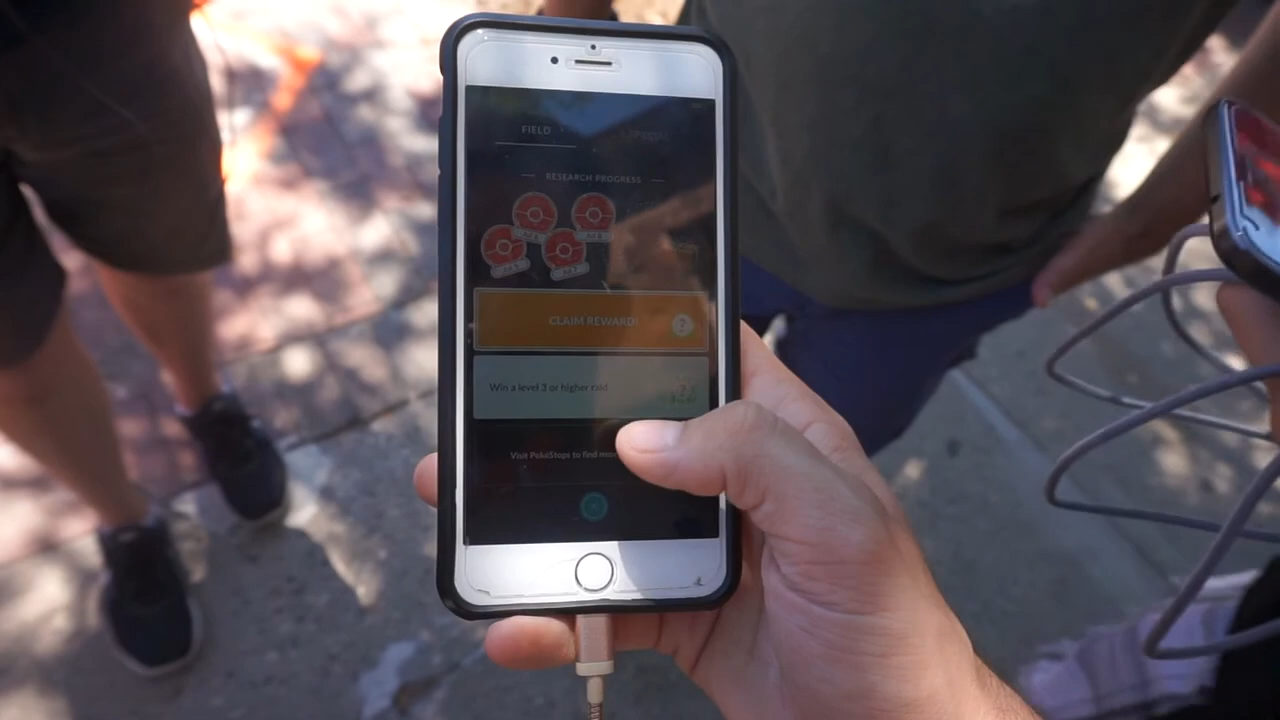 FIELD
RESEARCH PROGRESS
CLAIM REWARD!
?
Win a level 3 or higher raid
Visit PokéStops to find